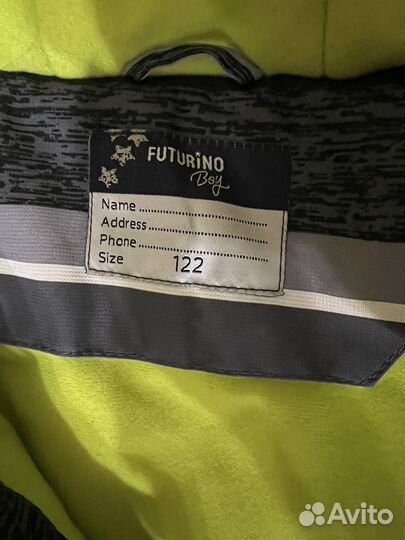 FUTURiNO
Boy
Name
Address
Phone
Size 122
Avito